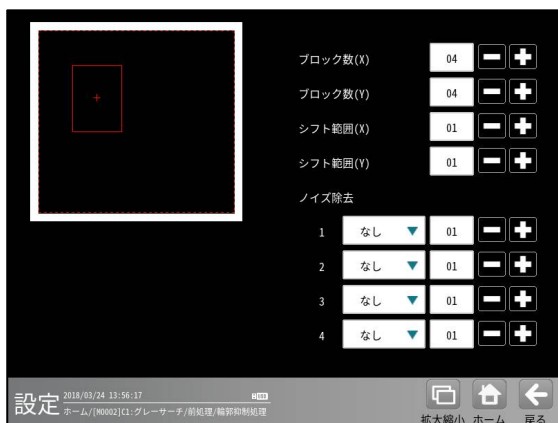 ブロック数(X) 04
ブロック数(Y) 04
シフト範囲(X) 01
シフト範囲(Y) 01
ノイズ除去
1 なし 01
2 なし 01
3 なし 01
4 なし 01
設定
2018/03/24 13:56:17
ホーム/[M0002]C1:グレーサーチ/前処理/輪郭抑制処理
拡大縮小 ホーム 戻る